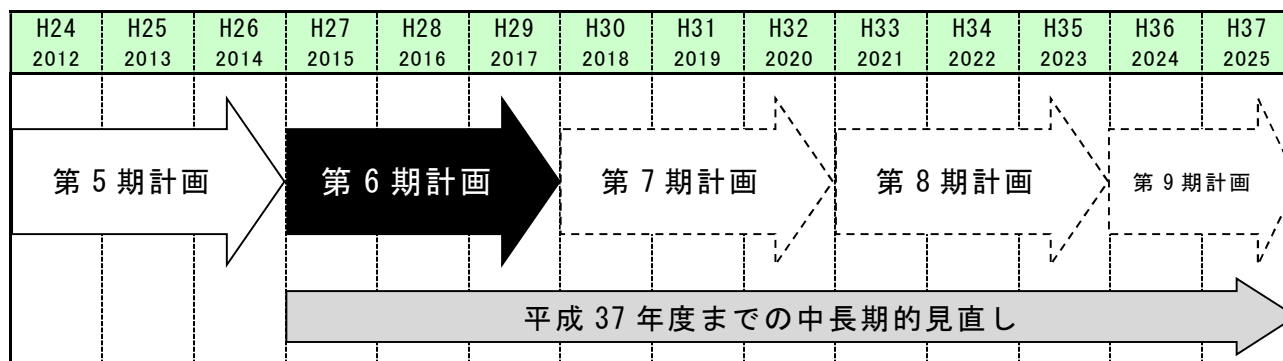 H24 H25 H26 H27 H28 H29 H30 H31 H32 H33 H34 H35 H36 H37
2012 2013 2014 2015 2016 2017 2018 2019 2020 2021 2022 2023 2024 2025
第5期計画 第6期計画 第7期計画 第8期計画 第9期計画
平成37年度までの中長期的見直し